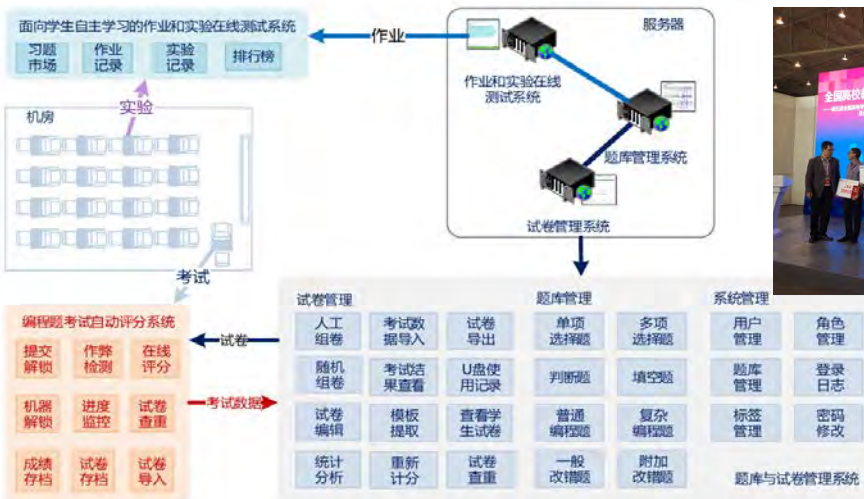 面向学生自主学习的作业和实验在线测试系统
习题
市场
作业
记录
实验
记录
排行榜
作业
服务器
作业和实验在线
测试系统
题库管理系统
试卷管理系统
实验
机房
考试
全国高校
编程题考试自动评分系统
提交
解锁
作弊
检测
在线
评分
机器
解锁
进度
监控
试卷
查重
成绩
存档
试卷
存档
试卷
导入
试卷
考试数据
试卷管理
人工
组卷
考试数
据导入
试卷
导出
随机
组卷
考试结
果查看
U盘使
用记录
试卷
编辑
模板
提取
查看学
生试卷
统计
分析
重新
计分
试卷
查重
题库管理
单项
选择题
多项
选择题
判断题
填空题
普通
编程题
复杂
编程题
一般
改错题
附加
改错题
系统管理
用户
管理
角色
管理
题库
管理
登录
日志
标签
管理
密码
修改
题库与试卷管理系统